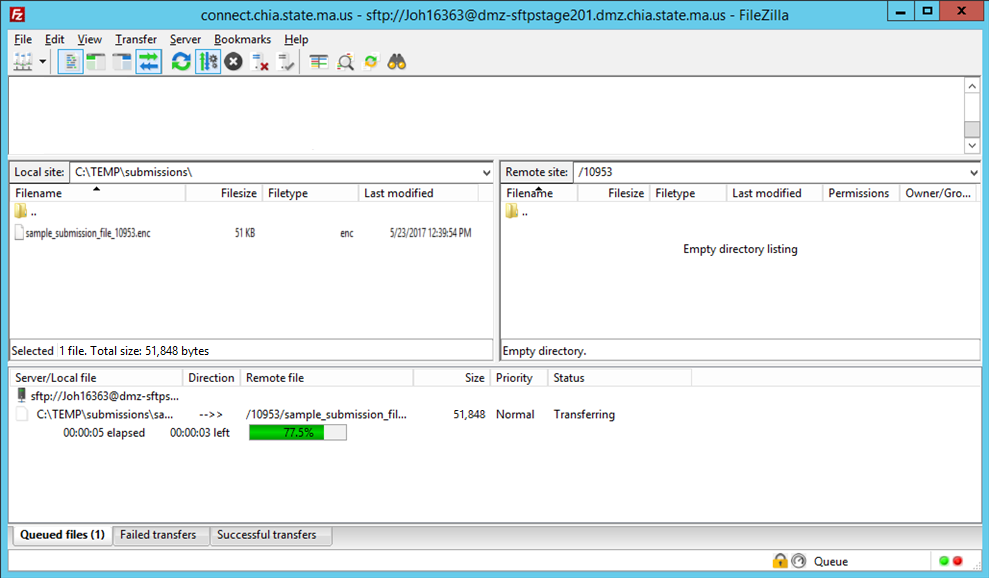 connect.chia.state.ma.us - sftp://Joh16363@dmz-sftpstage201.dmz.chia.state.ma.us - FileZilla
File Edit View Transfer Server Bookmarks Help
Local site: C:\TEMP\submissions\
Filename Filesize Filetype Last modified
..
sample_submission_file_10953.enc 51 KB enc 5/23/2017 12:39:54 PM
Selected 1 file. Total size: 51,848 bytes
Remote site: /10953
Filename Filesize Filetype Last modified Permissions Owner/Gro...
..
Empty directory listing
Empty directory.
Server/Local file Direction Remote file Size Priority Status
sftp://Joh16363@dmz-sftps...
C:\TEMP\submissions\sa... -->> /10953/sample_submission_fil... 51,848 Normal Transferring
00:00:05 elapsed 00:00:03 left 77.5%
Queued files (1) Failed transfers Successful transfers
Queue